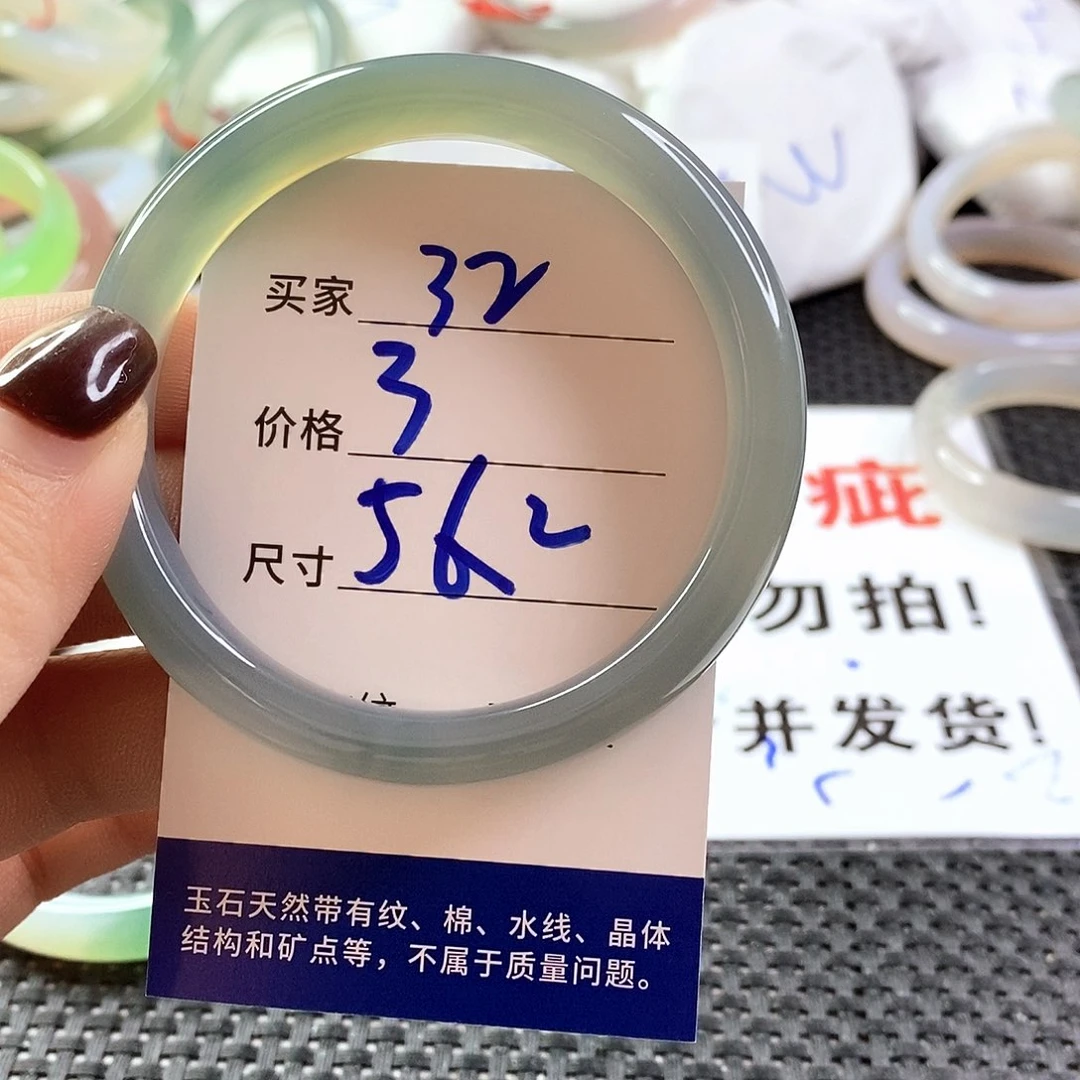 买家 32
价格 3
尺寸 562
玉石天然带有纹、棉、水线、晶体
结构和矿点等，不属于质量问题。
疵
勿拍！
并发货！